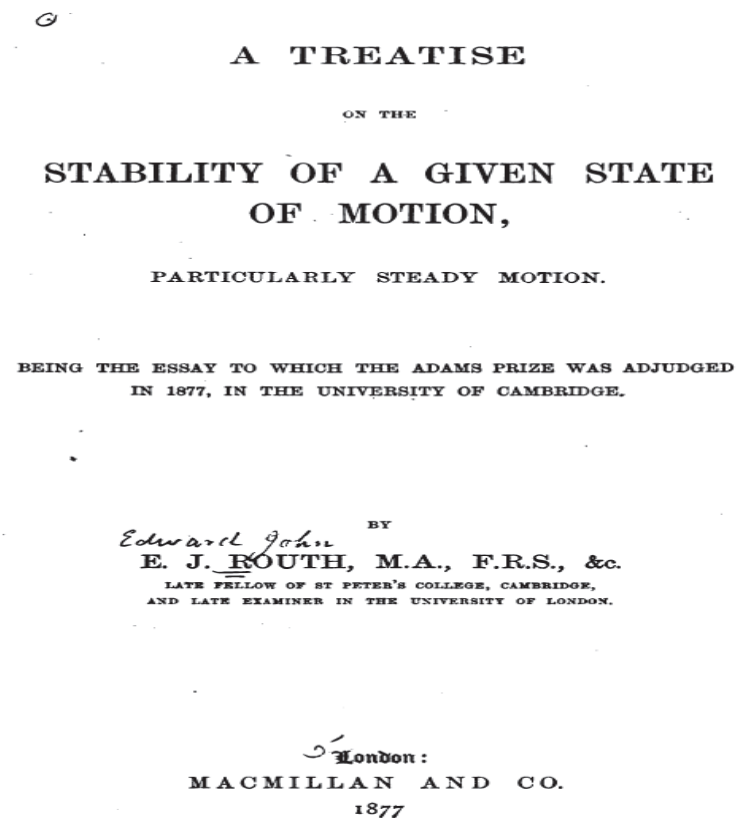 A TREATISE
ON THE
STABILITY OF A GIVEN STATE
OF MOTION,
PARTICULARLY STEADY MOTION.
BEING THE ESSAY TO WHICH THE ADAMS PRIZE WAS ADJUDGED
IN 1877, IN THE UNIVERSITY OF CAMBRIDGE.
BY
Edward John
E. J. ROUTH, M.A., F.R.S., &c.
LATE FELLOW OF ST PETER'S COLLEGE, CAMBRIDGE,
AND LATE EXAMINER IN THE UNIVERSITY OF LONDON.
London:
MACMILLAN AND CO.
1877